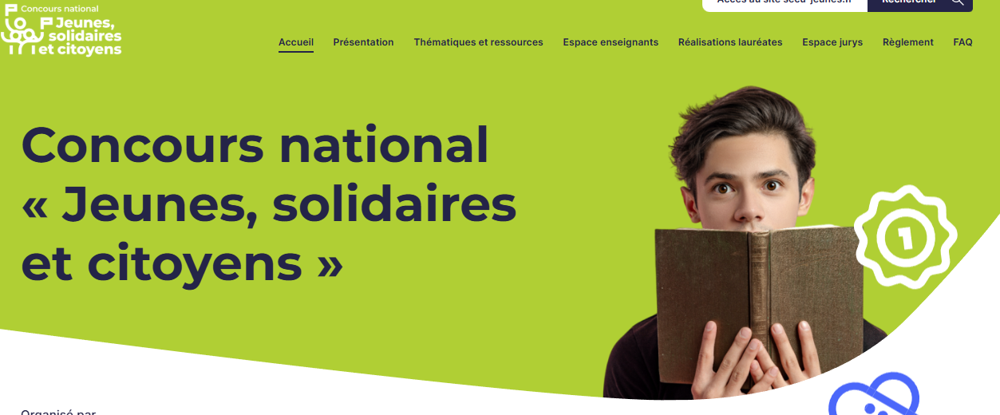 Concours national
Jeunes,
solidaires
et citoyens
Accès au site secu-jeunes.fr
Rechercher
Accueil
Présentation
Thématiques et ressources
Espace enseignants
Réalisations lauréates
Espace jurys
Règlement
FAQ
Concours national
« Jeunes, solidaires
et citoyens »
1
Organisé par